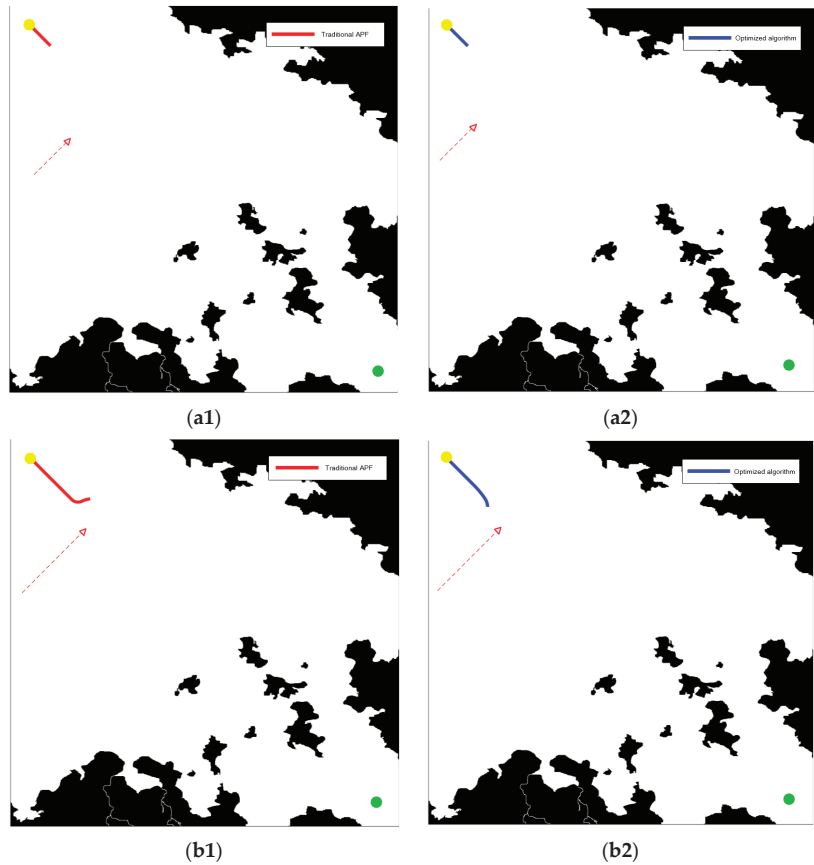 Traditional APF
Optimized algorithm
(a1)
(a2)
Traditional APF
Optimized algorithm
(b1)
(b2)